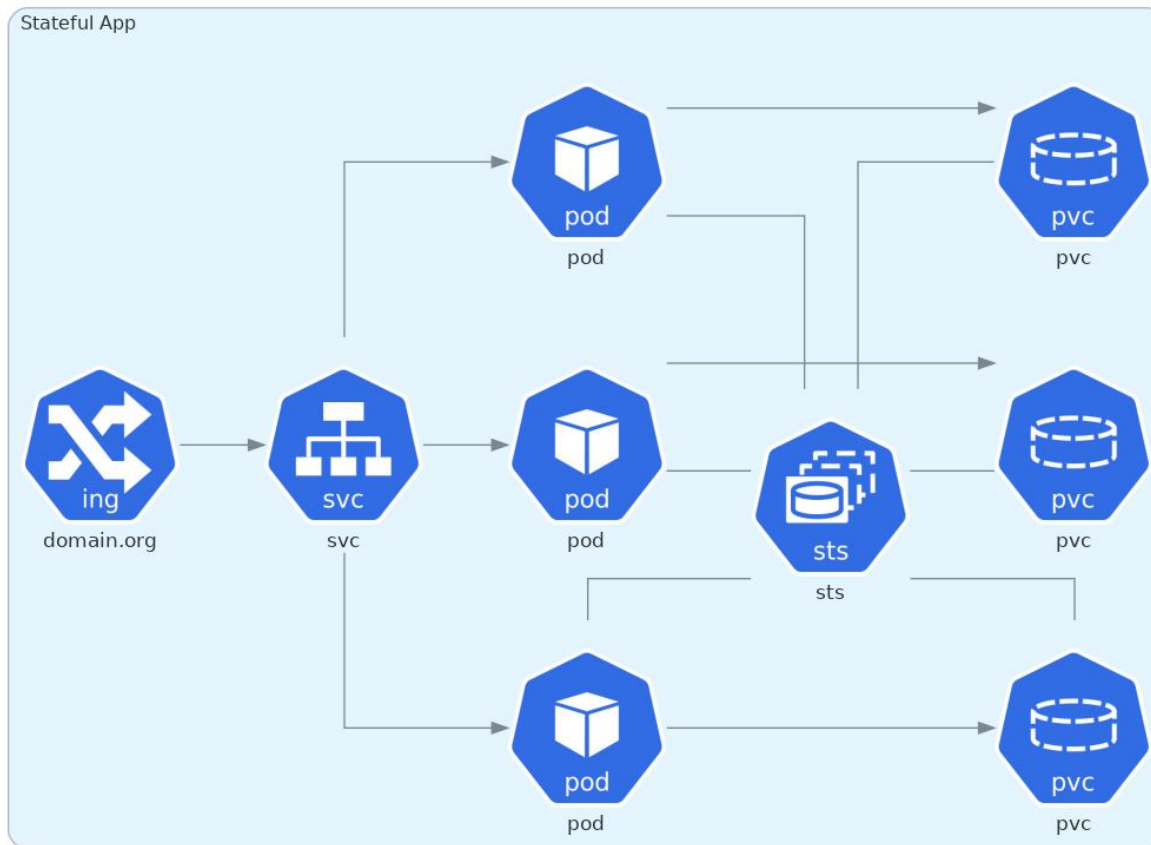 Stateful App
pod
pod
pvc
pvc
ing
domain.org
svc
svc
pod
pod
sts
sts
pvc
pvc
pod
pod
pvc
pvc